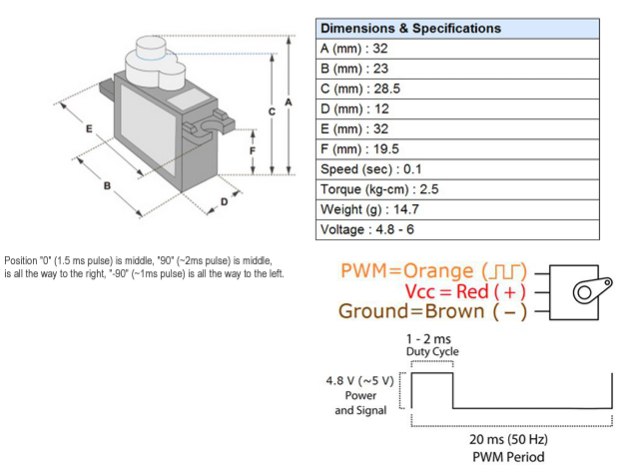 A
C
E
F
B
D
Dimensions & Specifications
A (mm) : 32
B (mm) : 23
C (mm) : 28.5
D (mm) : 12
E (mm) : 32
F (mm) : 19.5
Speed (sec) : 0.1
Torque (kg-cm) : 2.5
Weight (g) : 14.7
Voltage : 4.8 - 6
Position "0" (1.5 ms pulse) is middle, "90" (~2ms pulse) is middle,
is all the way to the right, "-90" (~1ms pulse) is all the way to the left.
PWM=Orange (⎍⎍)
Vcc = Red ( + )
Ground=Brown ( − )
1 - 2 ms
Duty Cycle
4.8 V (~5 V)
Power
and Signal
20 ms (50 Hz)
PWM Period